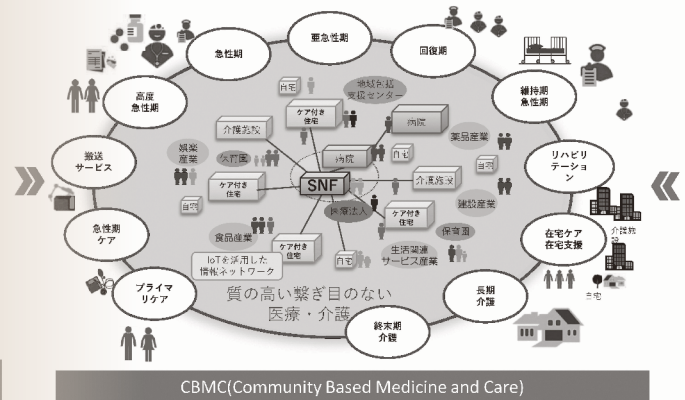 亜急性期
急性期
回復期
高度
急性期
維持期
急性期
自宅
地域包括
支援センター
ケア付き
住宅
介護施設
病院
薬品産業
娯楽
産業
保育園
病院
自宅
自宅
リハビリ
テーショ
ン
搬送
サービス
ケア付き
住宅
SNF
介護施設
自宅
医療法人
ケア付き
住宅
建設産業
介護施
設
急性期
ケア
食品産業
ケア付き
住宅
保育園
在宅ケア
在宅支援
IoTを活用した
情報ネットワーク
自宅
生活関連
サービス産業
自宅
プライマ
リケア
質の高い繋ぎ目のない
医療・介護
長期
介護
終末期
介護
CBMC(Community Based Medicine and Care)